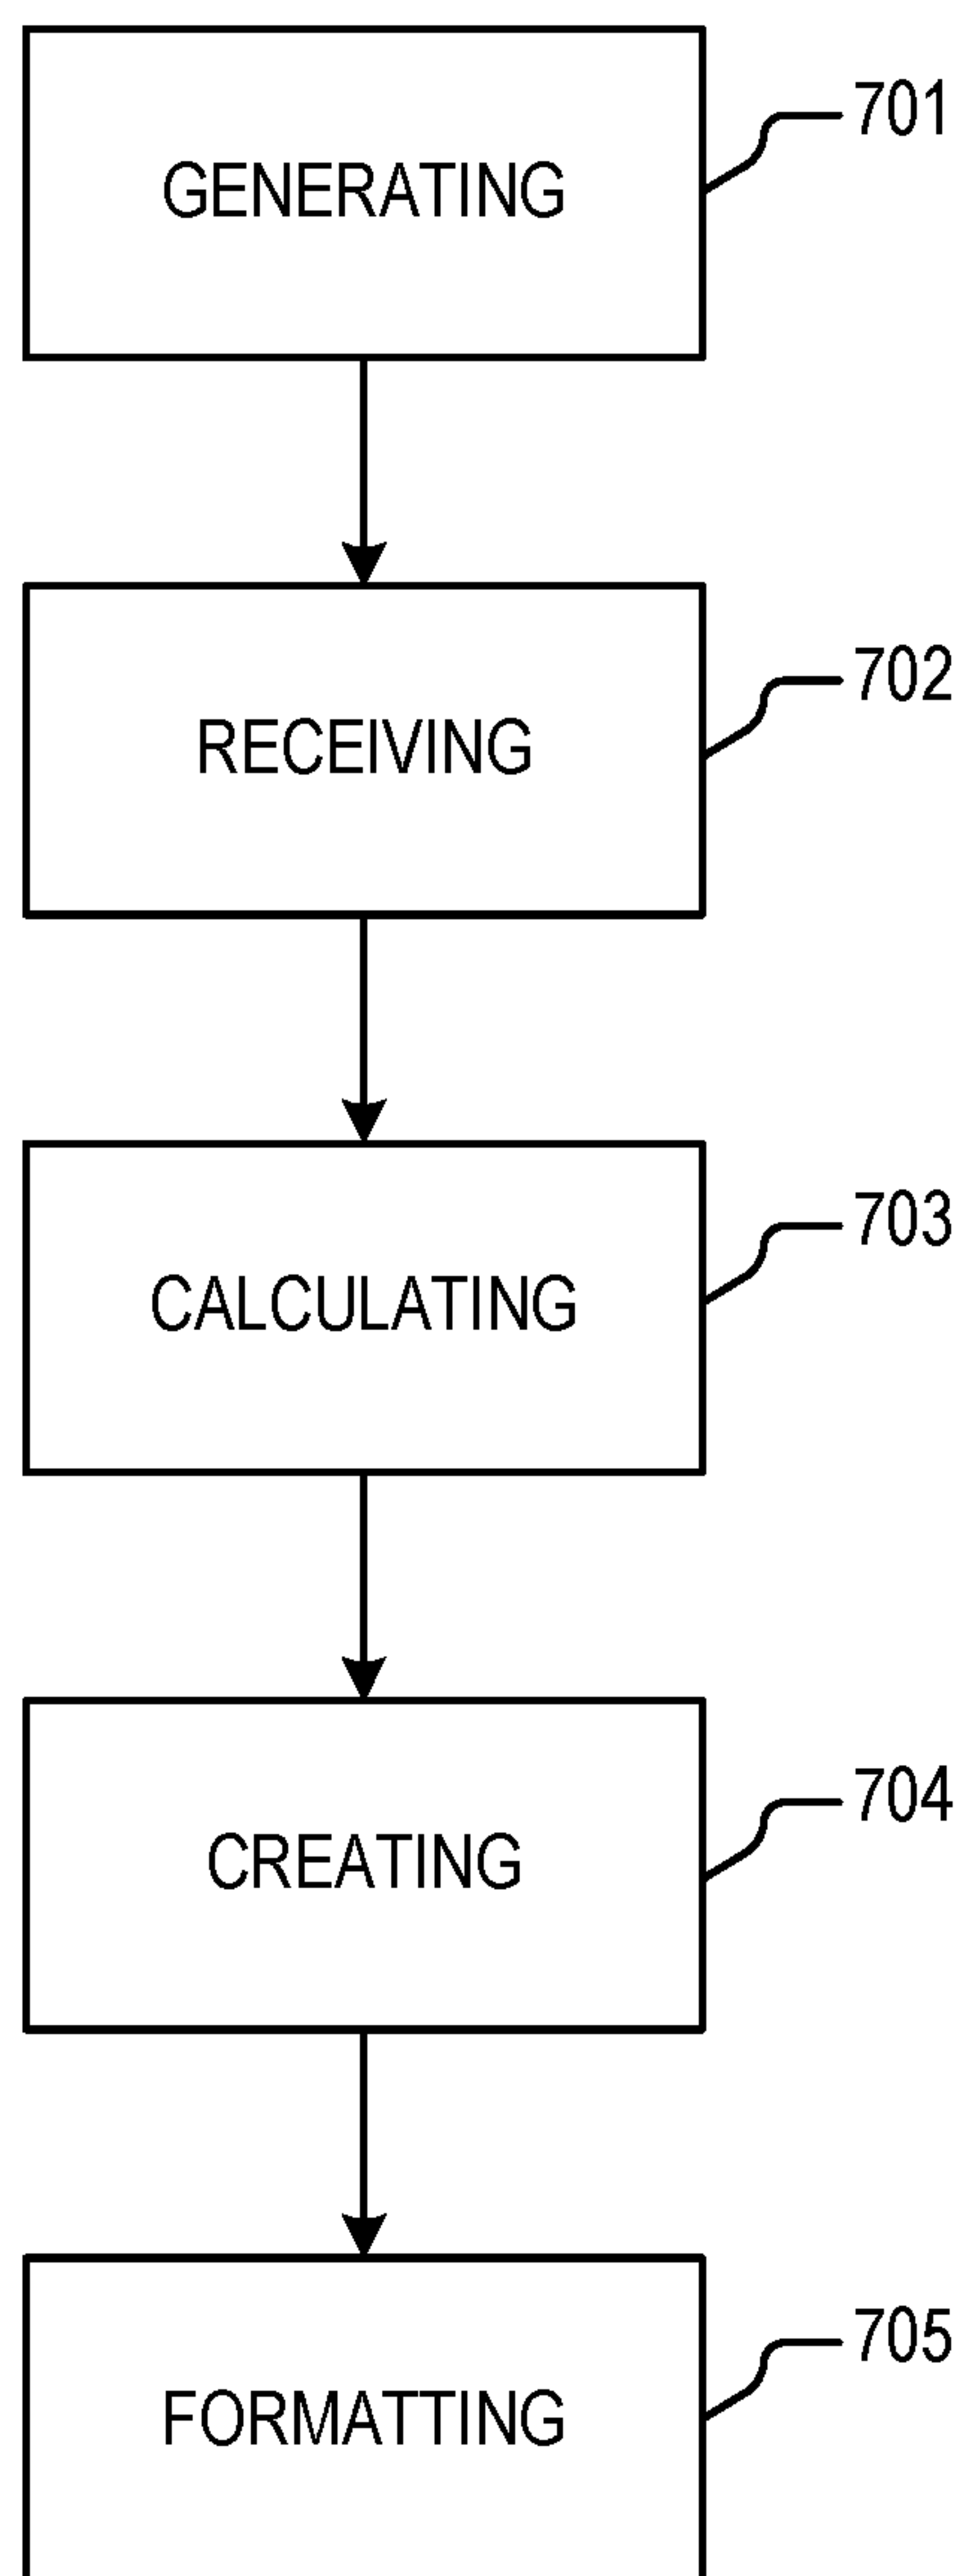 701
GENERATING
702
RECEIVING
703
CALCULATING
704
CREATING
705
FORMATTING